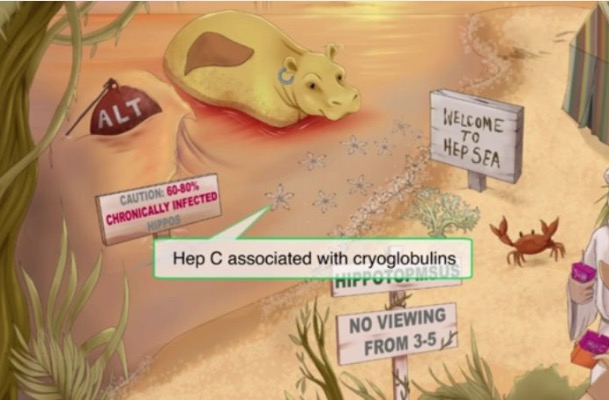 ALT
WELCOME
TO
HEP SEA
CAUTION: 60-80%
CHRONICALLY INFECTED
HIPPOS
Hep C associated with cryoglobulins
HIPPOTOPMSUS
NO VIEWING
FROM 3-5